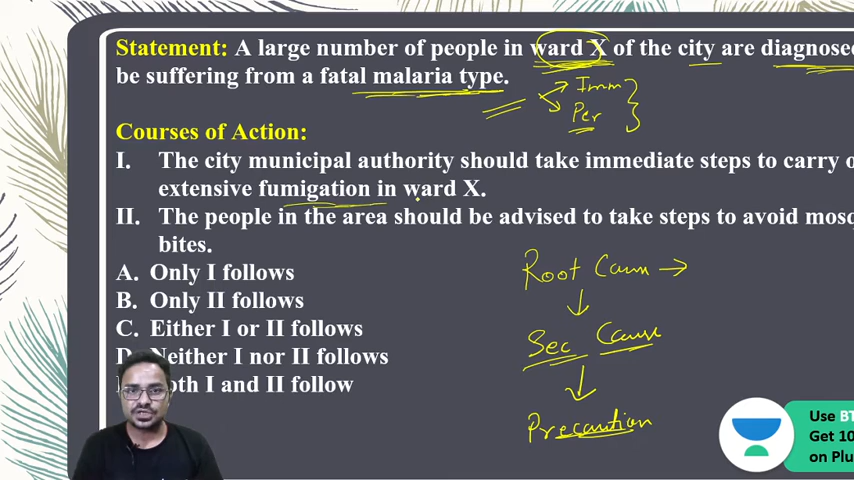 Statement: A large number of people in ward X of the city are diagnosed
be suffering from a fatal malaria type.
Imm
Per
Courses of Action:
I. The city municipal authority should take immediate steps to carry o
extensive fumigation in ward X.
II. The people in the area should be advised to take steps to avoid mosq
bites.
A. Only I follows
B. Only II follows
C. Either I or II follows
D. Neither I nor II follows
oth I and II follow
Root Caus →
Sec Cause
Precaution
Use BT
Get 10
on Plu